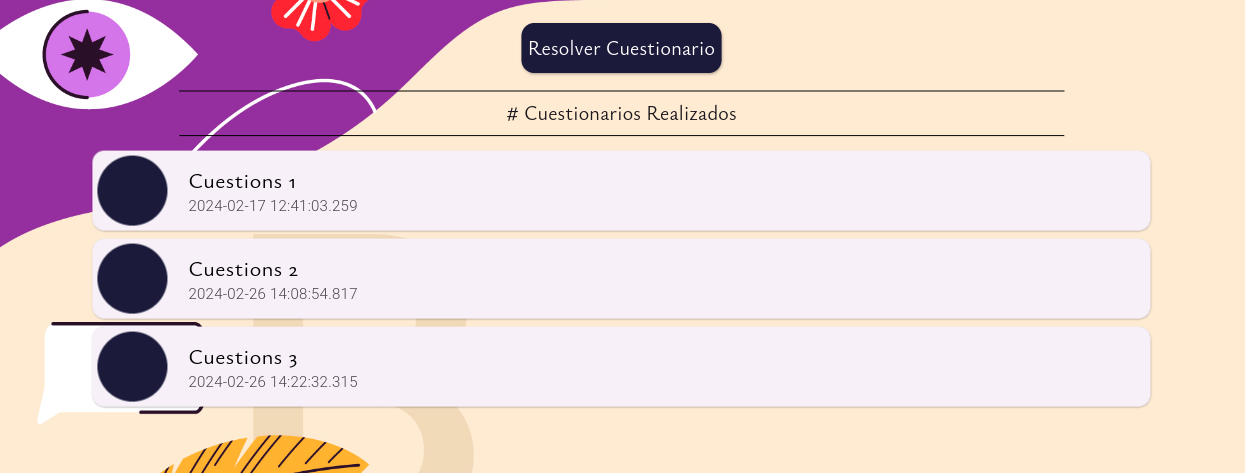 Resolver Cuestionario
# Cuestionarios Realizados
Cuestions 1
2024-02-17 12:41:03.259
Cuestions 2
2024-02-26 14:08:54.817
Cuestions 3
2024-02-26 14:22:32.315